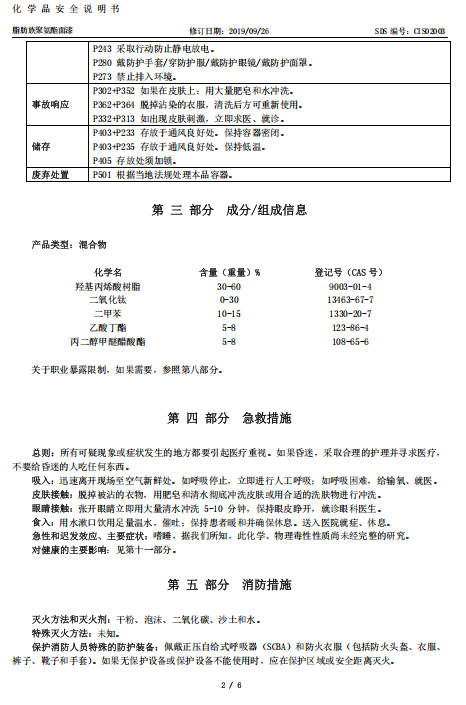 化 学 品 安 全 说 明 书
脂肪族聚氨酯面漆 修订日期：2019/09/26 SDS 编号：CIS02003
P243 采取行动防止静电放电。
P280 戴防护手套/穿防护服/戴防护眼镜/戴防护面罩。
P273 禁止排入环境。
事故响应
P302+P352 如果在皮肤上：用大量肥皂和水冲洗。
P362+P364 脱掉沾染的衣服，清洗后方可重新使用。
P332+P313 如出现皮肤刺激，立即求医、就诊。
储存
P403+P233 存放于通风良好处。保持容器密闭。
P403+P235 存放于通风良好处。保持低温。
P405 存放处须加锁。
废弃处置 P501 根据当地法规处理本品容器。
第 三 部分 成分/组成信息
产品类型：混合物
化学名 含量（重量）% 登记号（CAS 号）
羟基丙烯酸树脂 30-60 9003-01-4
二氧化钛 0-30 13463-67-7
二甲苯 10-15 1330-20-7
乙酸丁酯 5-8 123-86-4
丙二醇甲醚醋酸酯 5-8 108-65-6
关于职业暴露限制，如果需要，参照第八部分。
第 四 部分 急救措施
总则：所有可疑现象或症状发生的地方都要引起医疗重视。如果昏迷，采取合理的护理并寻求医疗，
不要给昏迷的人吃任何东西。
吸入：迅速离开现场至空气新鲜处。如呼吸停止，立即进行人工呼吸；如呼吸困难，给输氧、就医。
皮肤接触：脱掉被沾的衣物，用肥皂和清水彻底冲洗皮肤或用合适的洗肤物进行冲洗。
眼睛接触：张开眼睛立即用大量清水冲洗 5-10 分钟，保持眼皮睁开，就诊眼科医生。
食入：用水漱口饮用足量温水，催吐；保持患者暖和并确保休息。送入医院就症、休息。
急性和迟发效应、主要症状：嗜睡，据我们所知，此化学、物理毒性性质尚未经完整的研究。
对健康的主要影响：见第十一部分。
第 五 部分 消防措施
灭火方法和灭火剂：干粉、泡沫、二氧化碳、沙土和水。
特殊灭火方法：未知。
保护消防人员特殊的防护装备：佩戴正压自给式呼吸器（SCBA）和防火衣服（包括防火头盔、衣服、
裤子、靴子和手套）。如果无保护设备或保护设备不能使用时，应在保护区域或安全距离灭火。
2 / 6